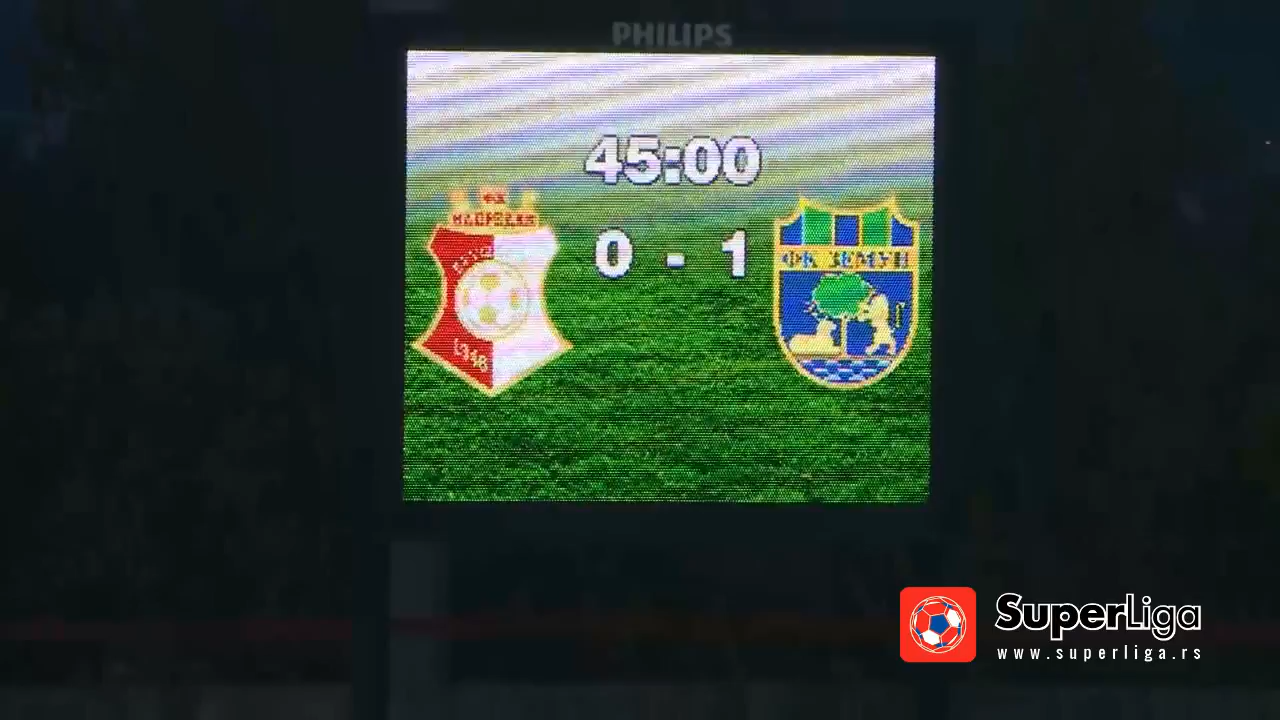 PHILIPS
45:00
0 - 1
ФК ЗЕМУН
SuperLiga
www.superliga.rs